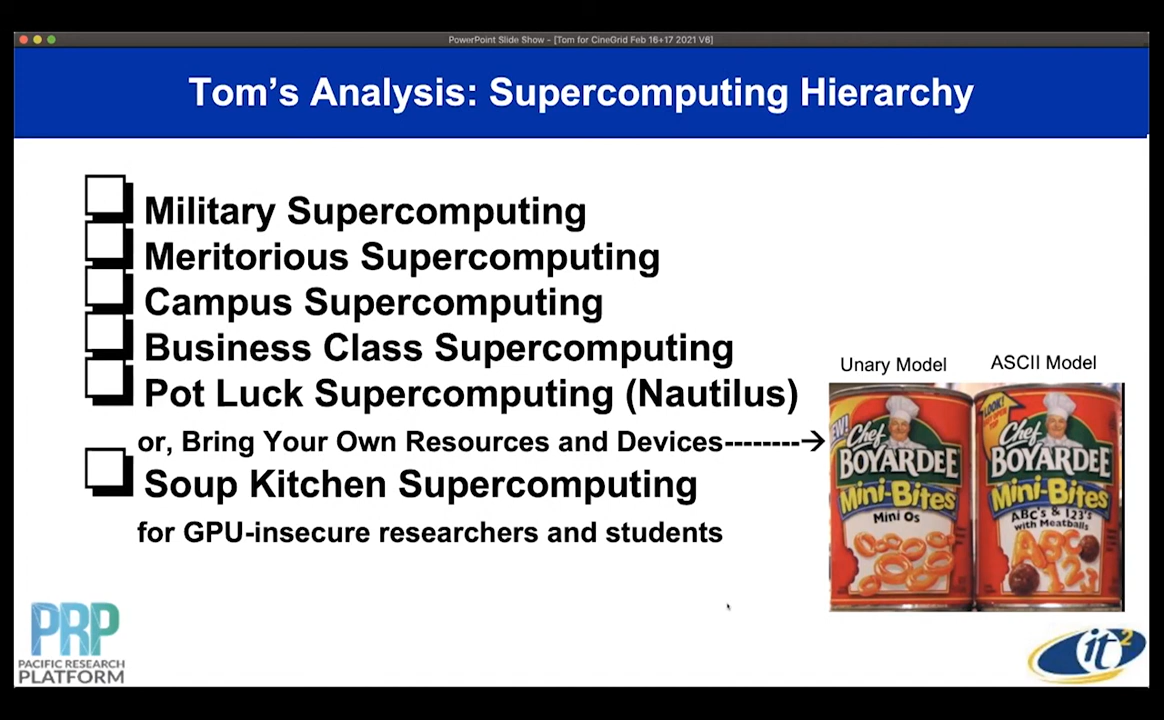 PowerPoint Slide Show - [Tom for CineGrid Feb 16+17 2021 V6]
Tom's Analysis: Supercomputing Hierarchy
Military Supercomputing
Meritorious Supercomputing
Campus Supercomputing
Business Class Supercomputing
Pot Luck Supercomputing (Nautilus)
or, Bring Your Own Resources and Devices-------->
Soup Kitchen Supercomputing
for GPU-insecure researchers and students
Unary Model
ASCII Model
Chef
BOYARDEE
Mini-Bites
Mini Os
LOOK!
Chef
BOYARDEE
Mini-Bites
ABC's & 123's
with Meatballs
PRP
PACIFIC RESEARCH
PLATFORM
it2